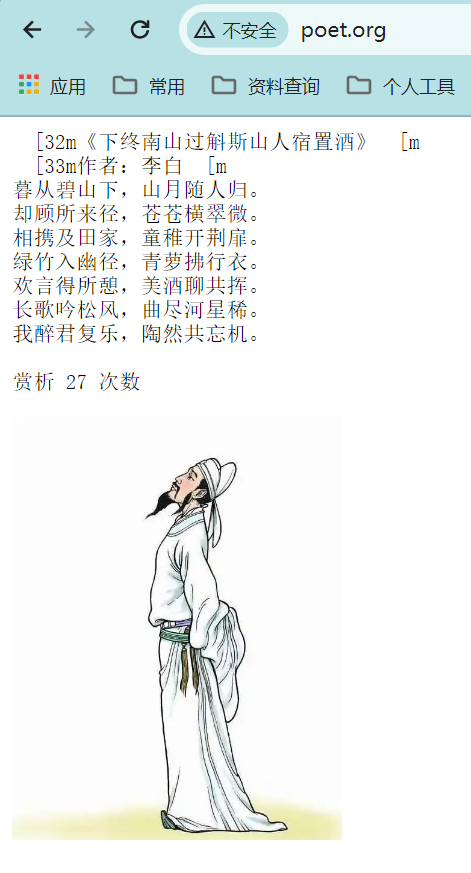 不安全 poet.org
应用 常用 资料查询 个人工具
[32m《下终南山过斛斯山人宿置酒》 [m
[33m作者：李白 [m
暮从碧山下，山月随人归。
却顾所来径，苍苍横翠微。
相携及田家，童稚开荆扉。
绿竹入幽径，青萝拂行衣。
欢言得所憩，美酒聊共挥。
长歌吟松风，曲尽河星稀。
我醉君复乐，陶然共忘机。
赏析 27 次数